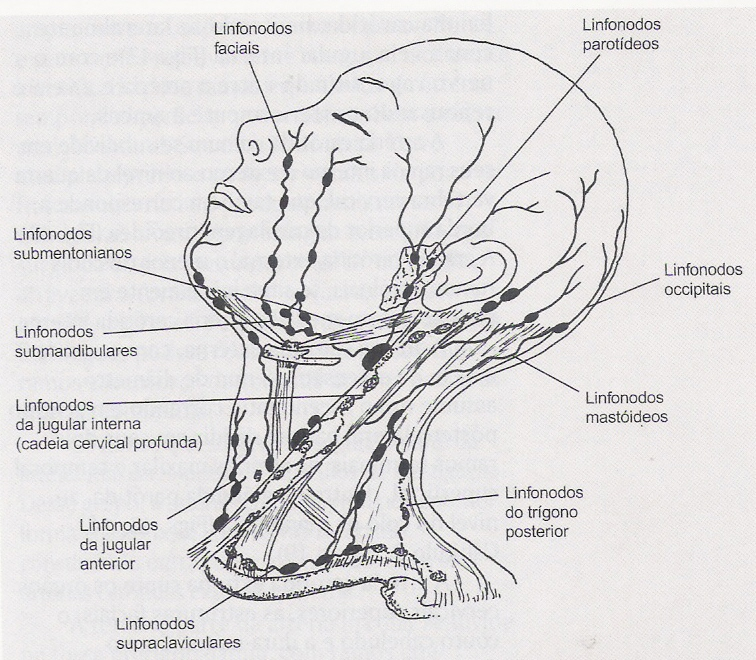 Linfonodos
faciais
Linfonodos
parotídeos
Linfonodos
submentonianos
Linfonodos
occipitais
Linfonodos
submandibulares
Linfonodos
mastóideos
Linfonodos
da jugular interna
(cadeia cervical profunda)
Linfonodos
do trígono
posterior
Linfonodos
da jugular
anterior
Linfonodos
supraclaviculares